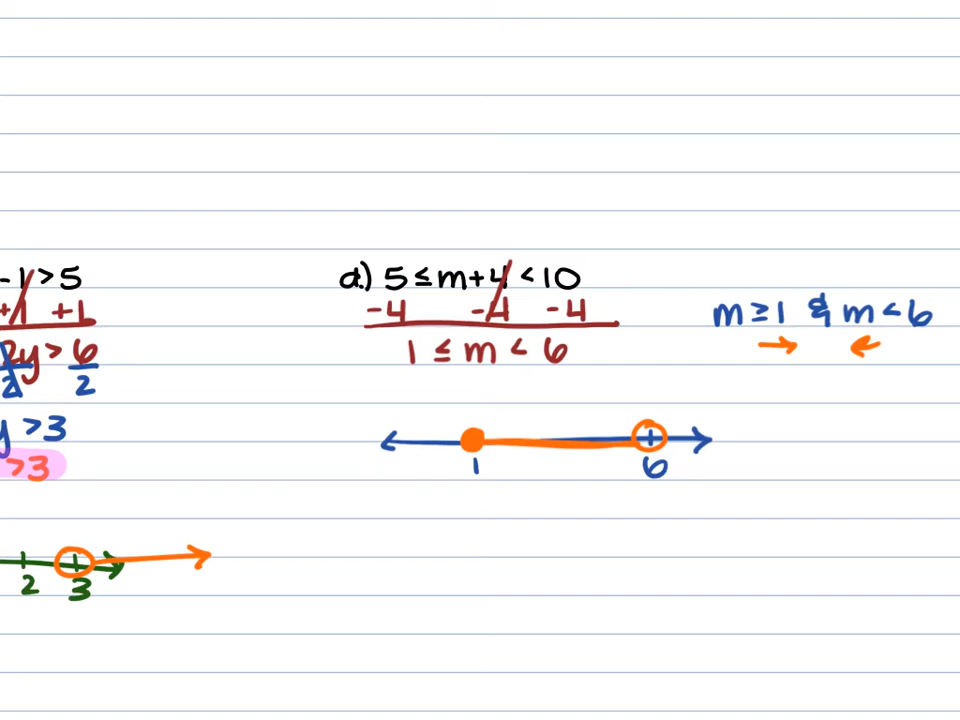 -1>5
+1 +1
2y > 6
2 2
y >3
>3
2 3
a.) 5 ≤ m+4 < 10
-4 -4 -4
1 ≤ m < 6
m ≥ 1 & m < 6
1 6